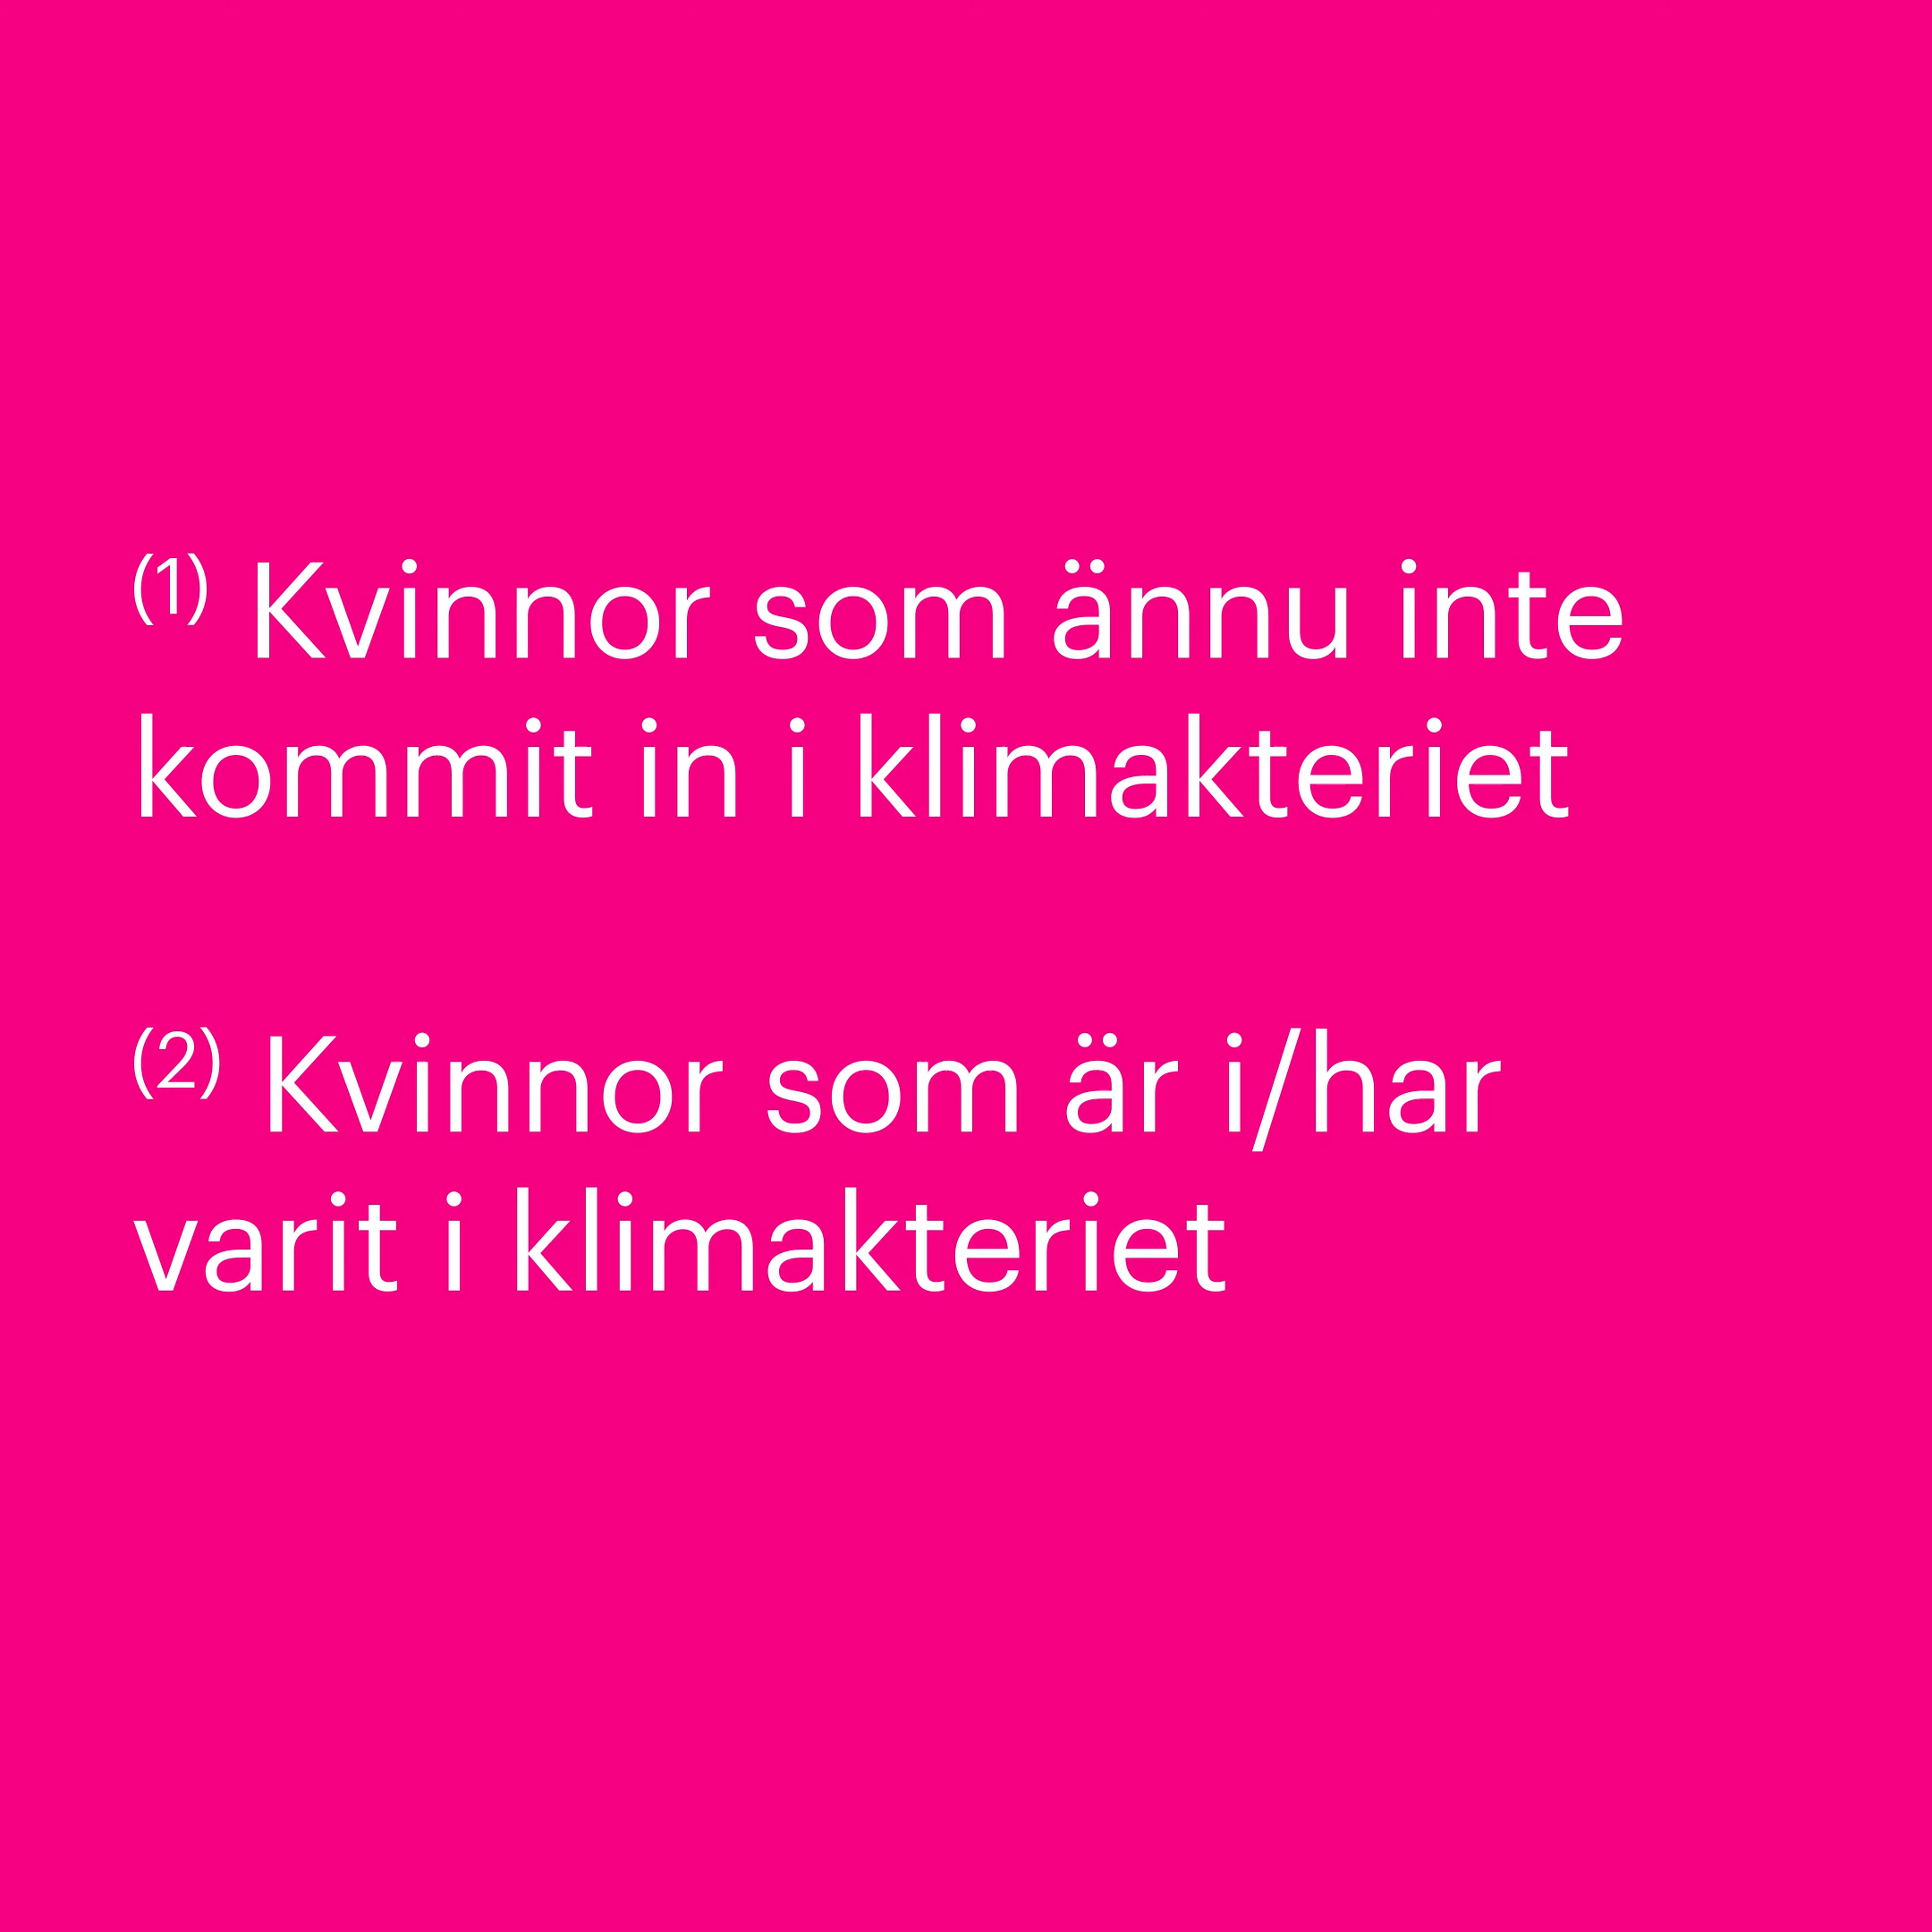 (1) Kvinnor som ännu inte
kommit in i klimakteriet
(2) Kvinnor som är i/har
varit i klimakteriet